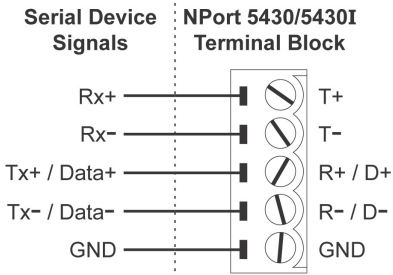 Serial Device Signals
NPort 5430/5430I Terminal Block
Rx+ T+
Rx- T-
Tx+ / Data+ R+ / D+
Tx- / Data- R- / D-
GND GND